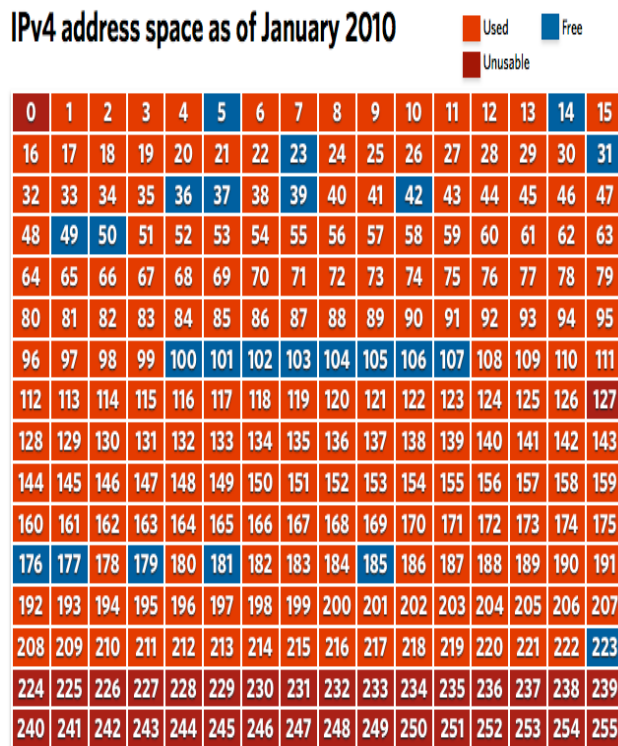 IPv4 address space as of January 2010
Used Free
Unusable
0 1 2 3 4 5 6 7 8 9 10 11 12 13 14 15
16 17 18 19 20 21 22 23 24 25 26 27 28 29 30 31
32 33 34 35 36 37 38 39 40 41 42 43 44 45 46 47
48 49 50 51 52 53 54 55 56 57 58 59 60 61 62 63
64 65 66 67 68 69 70 71 72 73 74 75 76 77 78 79
80 81 82 83 84 85 86 87 88 89 90 91 92 93 94 95
96 97 98 99 100 101 102 103 104 105 106 107 108 109 110 111
112 113 114 115 116 117 118 119 120 121 122 123 124 125 126 127
128 129 130 131 132 133 134 135 136 137 138 139 140 141 142 143
144 145 146 147 148 149 150 151 152 153 154 155 156 157 158 159
160 161 162 163 164 165 166 167 168 169 170 171 172 173 174 175
176 177 178 179 180 181 182 183 184 185 186 187 188 189 190 191
192 193 194 195 196 197 198 199 200 201 202 203 204 205 206 207
208 209 210 211 212 213 214 215 216 217 218 219 220 221 222 223
224 225 226 227 228 229 230 231 232 233 234 235 236 237 238 239
240 241 242 243 244 245 246 247 248 249 250 251 252 253 254 255